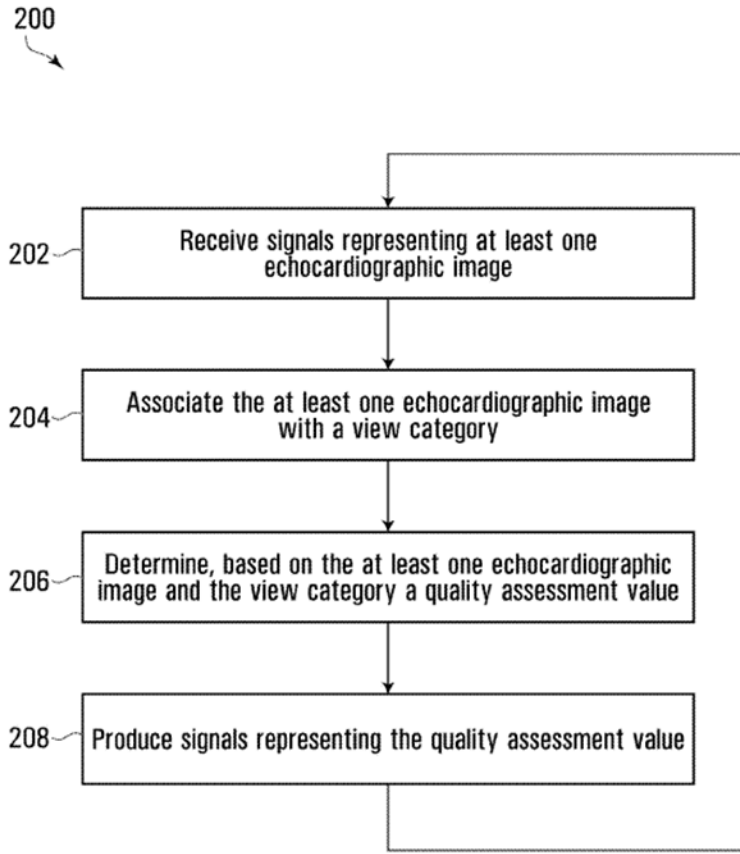 200
202
Receive signals representing at least one
echocardiographic image
204
Associate the at least one echocardiographic image
with a view category
206
Determine, based on the at least one echocardiographic
image and the view category a quality assessment value
208
Produce signals representing the quality assessment value